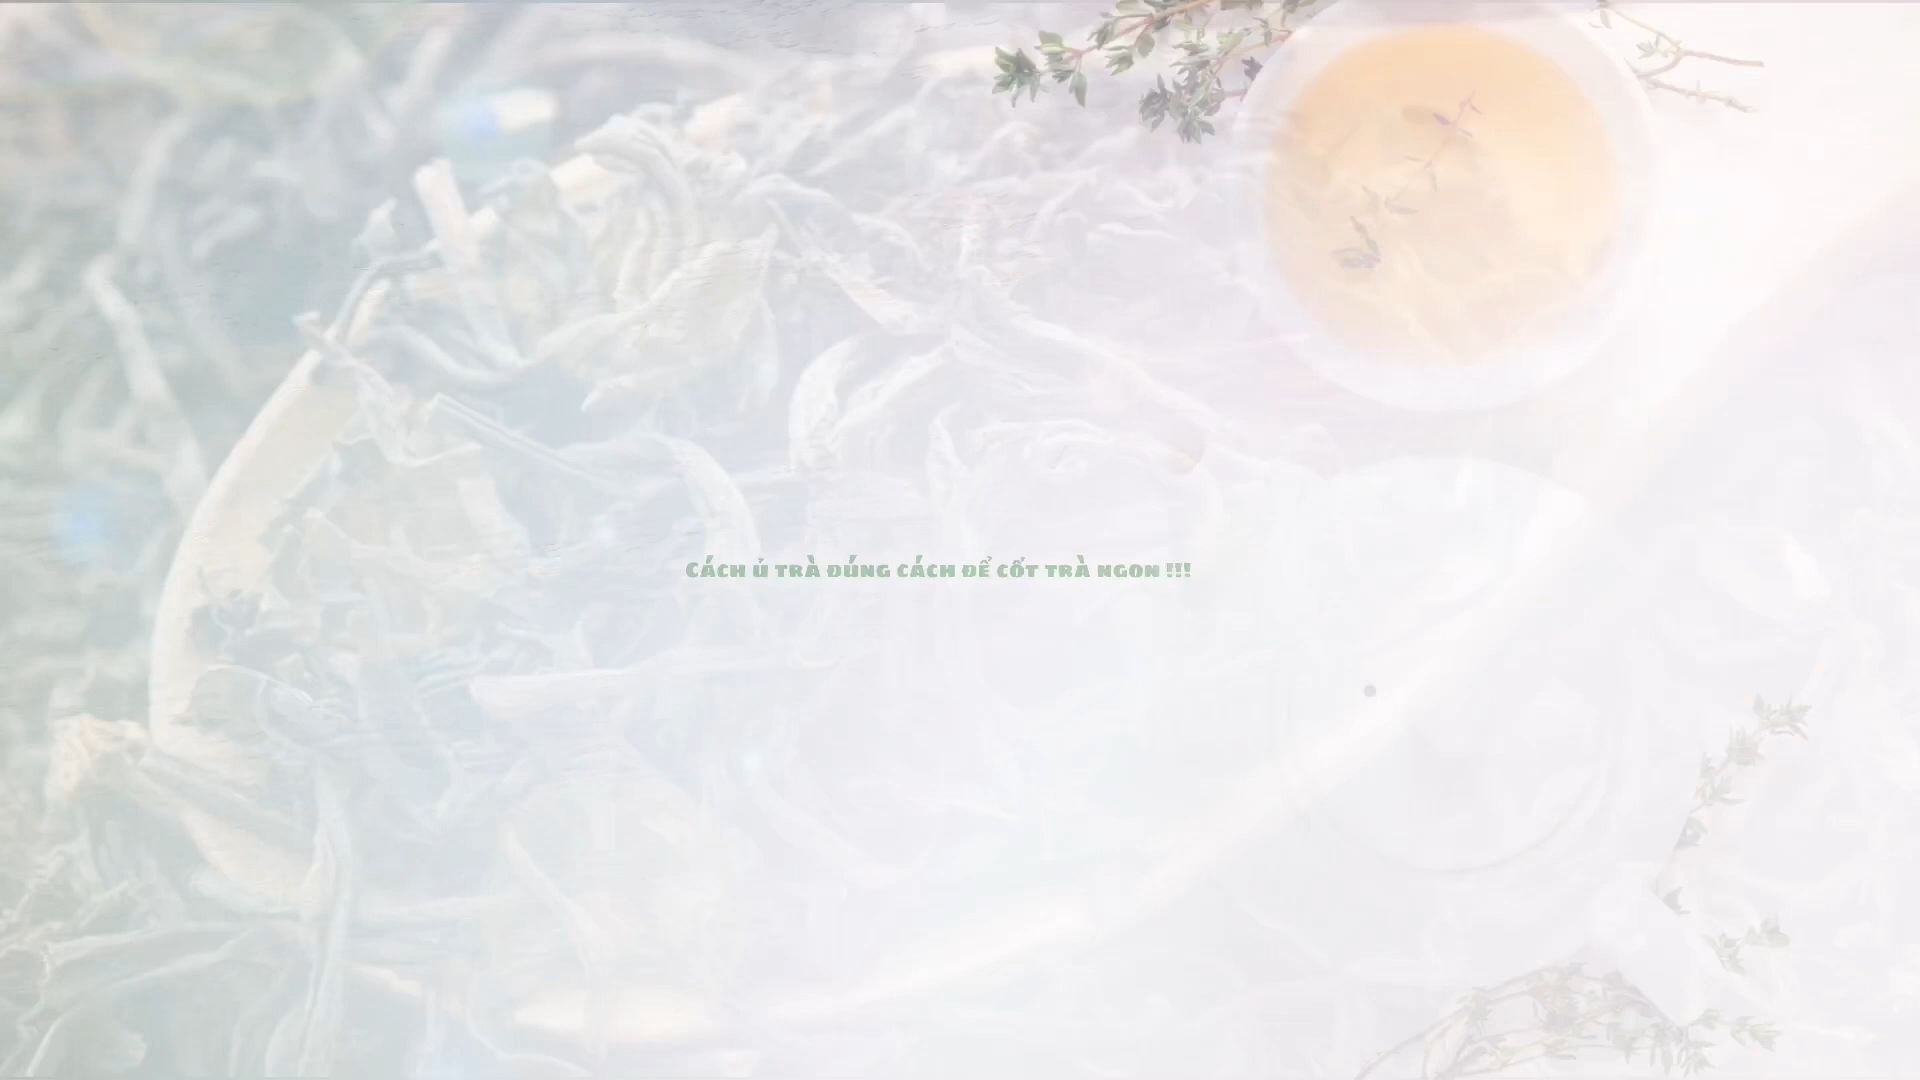 Cách ủ trà đúng cách để cốt trà ngon !!!